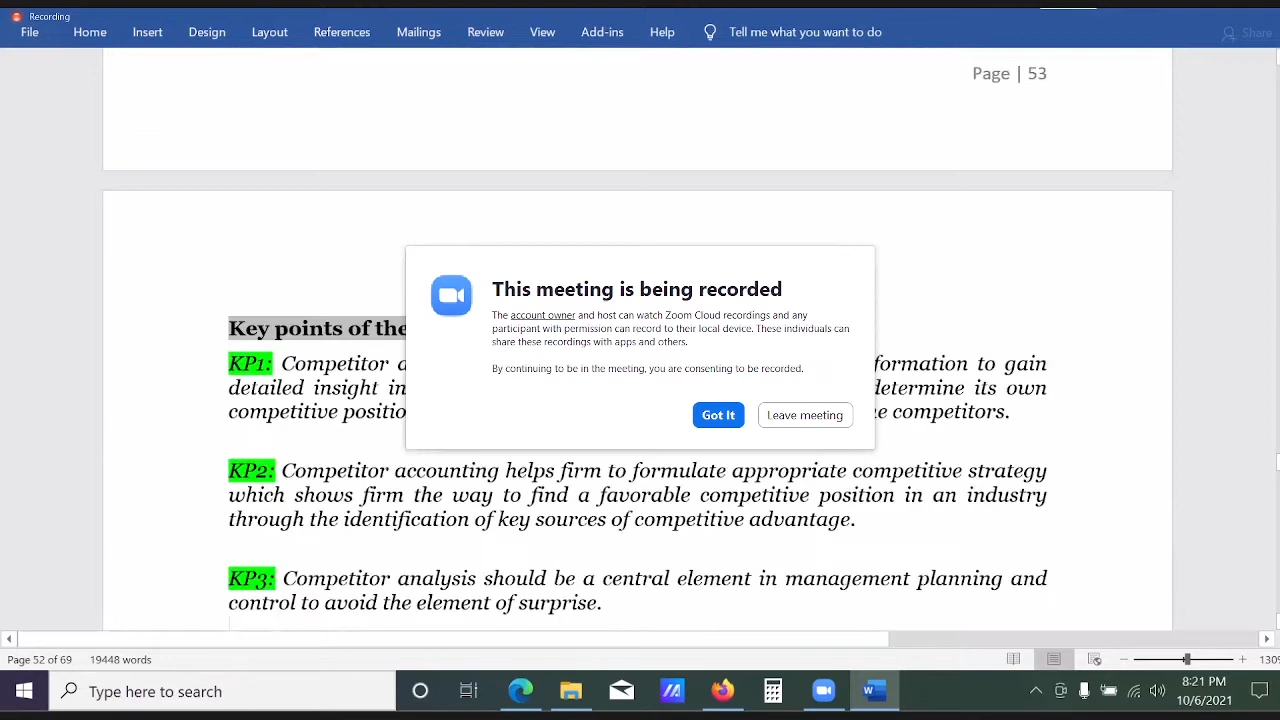 Recording
File Home Insert Design Layout References Mailings Review View Add-ins Help Tell me what you want to do Share
Page | 53
This meeting is being recorded
The account owner and host can watch Zoom Cloud recordings and any
participant with permission can record to their local device. These individuals can
share these recordings with apps and others.
By continuing to be in the meeting, you are consenting to be recorded.
Got It Leave meeting
Key points of the
KP1: Competitor a formation to gain
detailed insight in determine its own
competitive positio e competitors.
KP2: Competitor accounting helps firm to formulate appropriate competitive strategy
which shows firm the way to find a favorable competitive position in an industry
through the identification of key sources of competitive advantage.
KP3: Competitor analysis should be a central element in management planning and
control to avoid the element of surprise.
Page 52 of 69 19448 words 130%
Type here to search
8:21 PM
10/6/2021